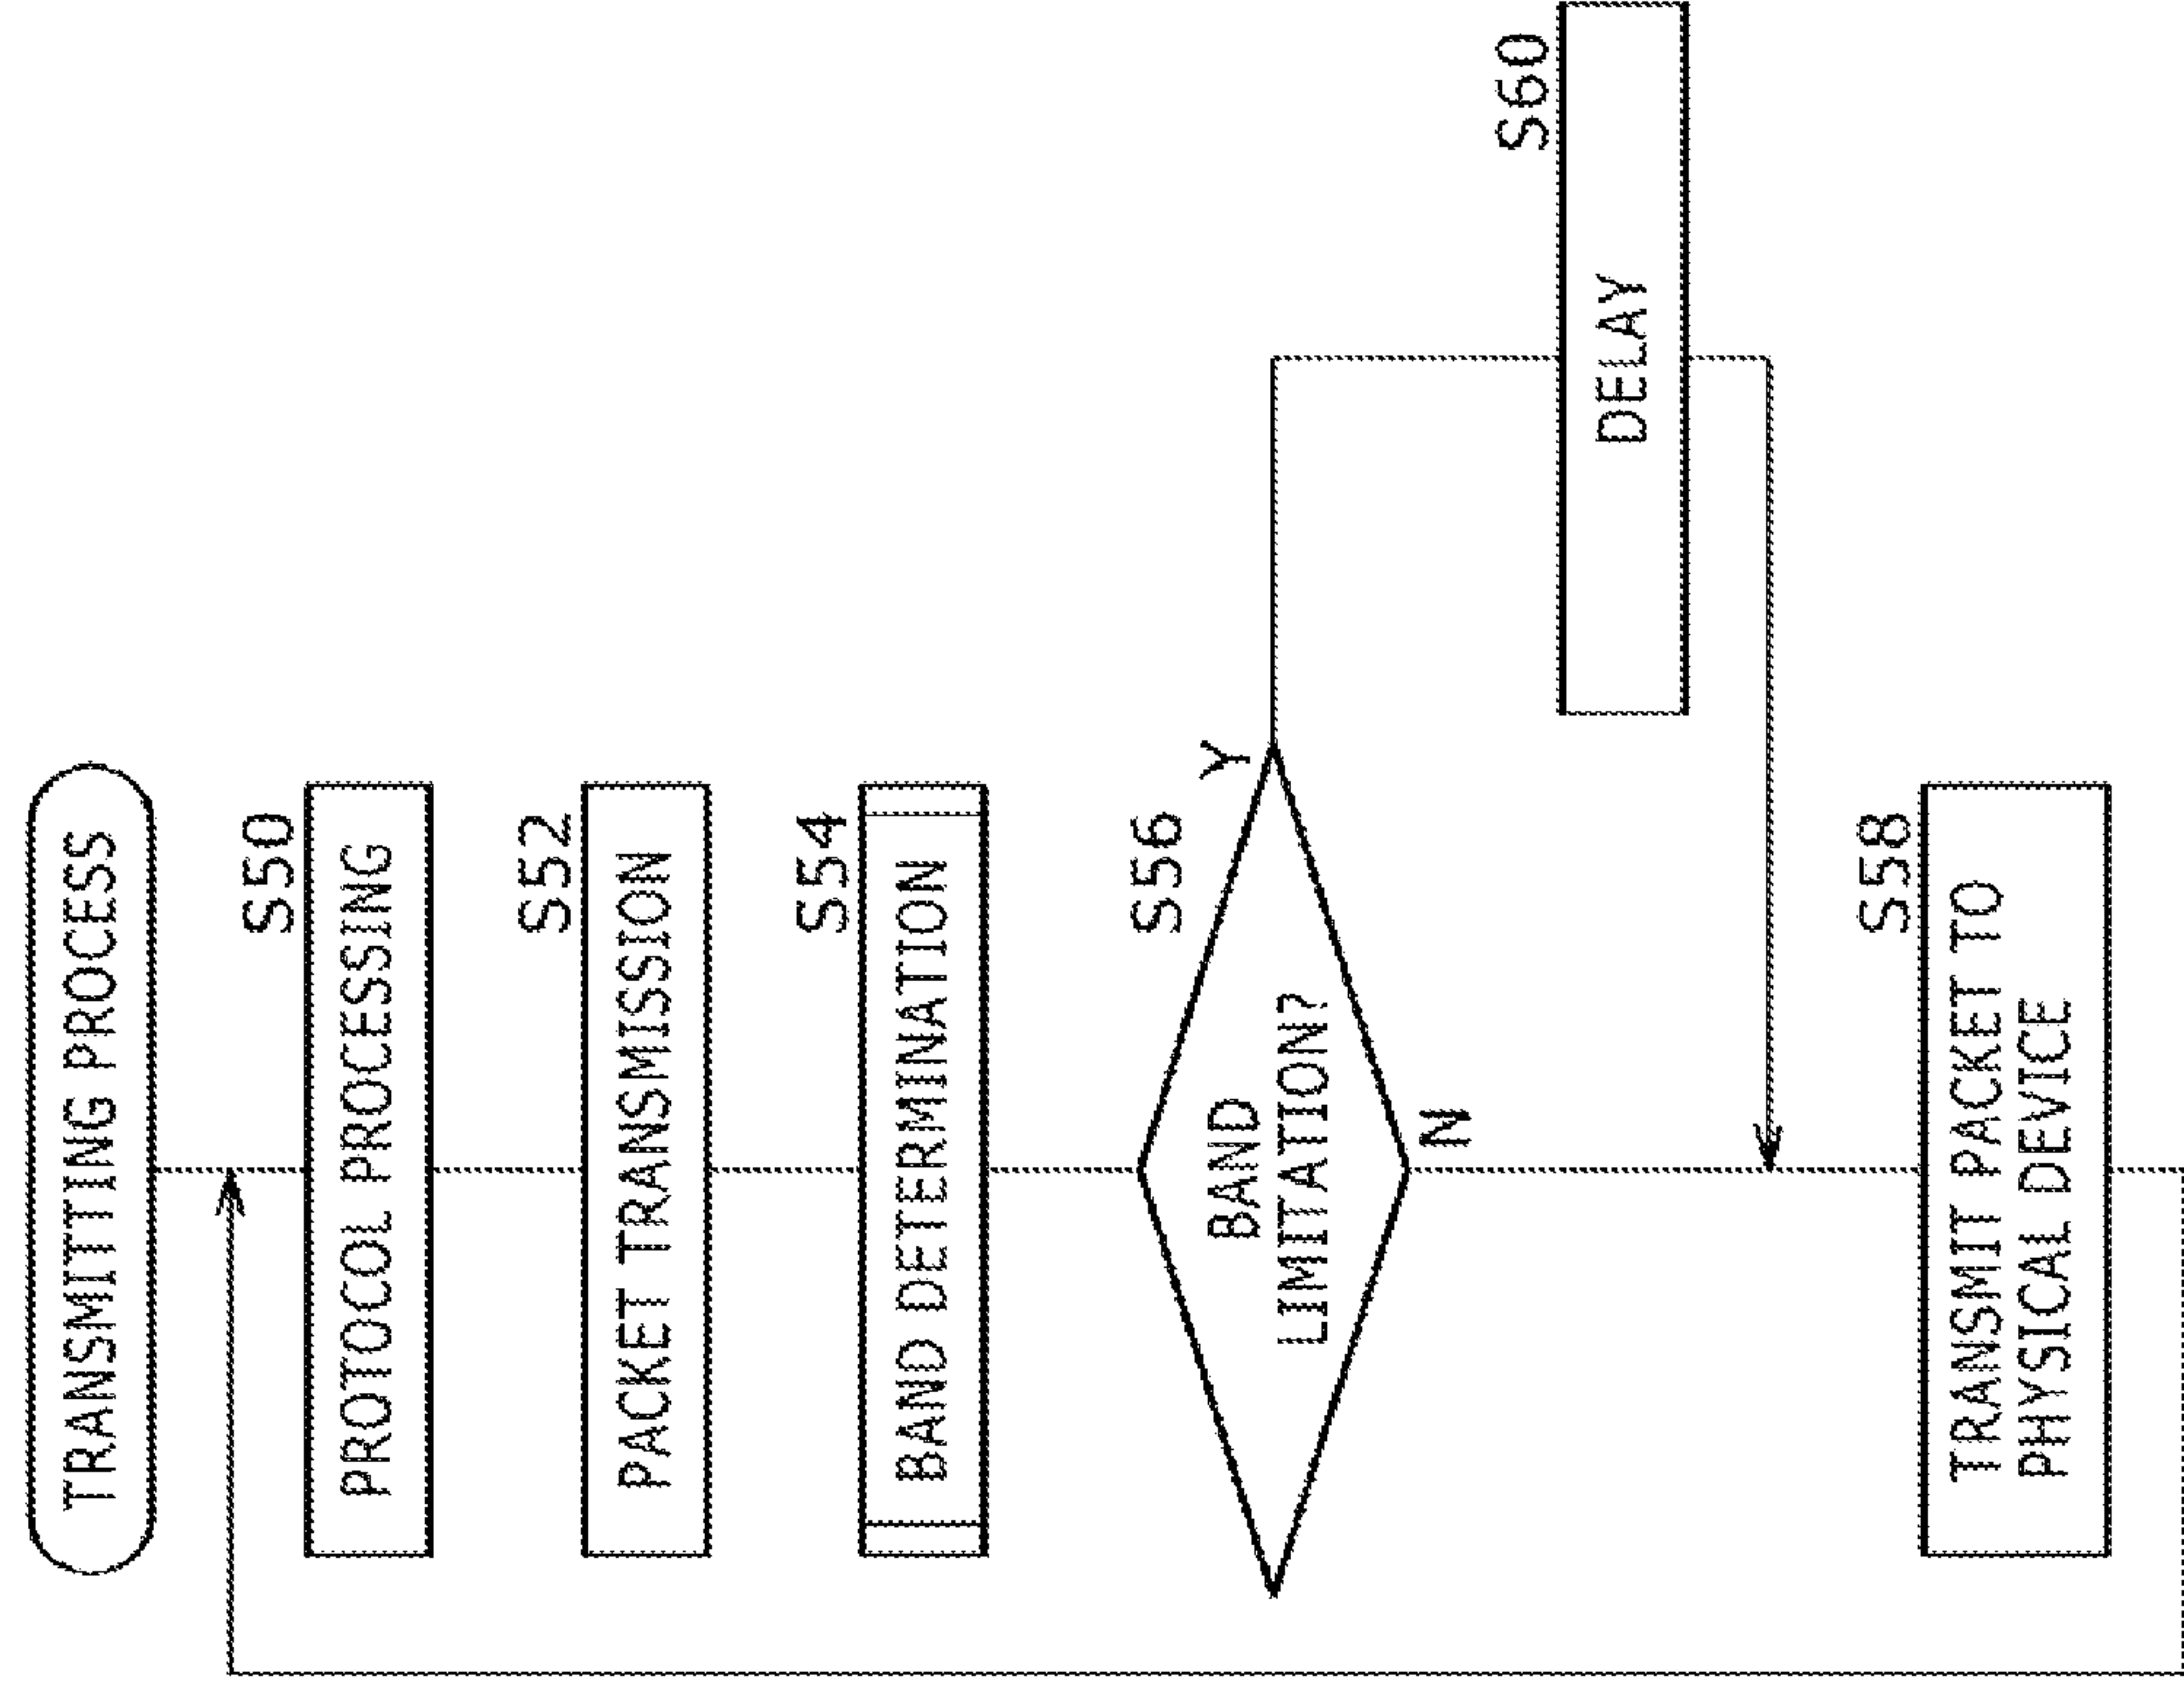 TRANSMITTING PROCESS
S50
PROTOCOL PROCESSING
S52
PACKET TRANSMISSION
S54
BAND DETERMINATION
S56
BAND
LIMITATION?
Y
N
S60
DELAY
S58
TRANSMIT PACKET TO
PHYSICAL DEVICE